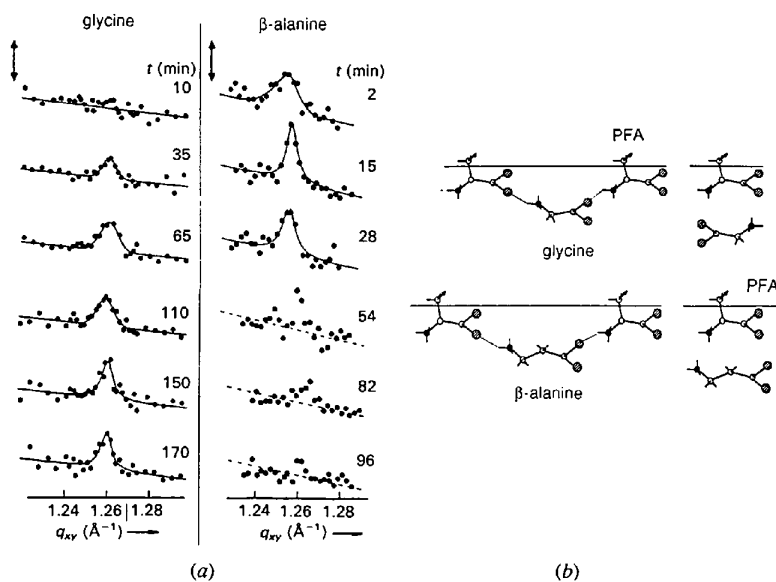 glycine
t (min)
10
35
65
110
150
170
1.24 1.26 1.28
q_xy (Å⁻¹)
β-alanine
t (min)
2
15
28
54
82
96
1.24 1.26 1.28
q_xy (Å⁻¹)
(a)
PFA
glycine
PFA
β-alanine
(b)